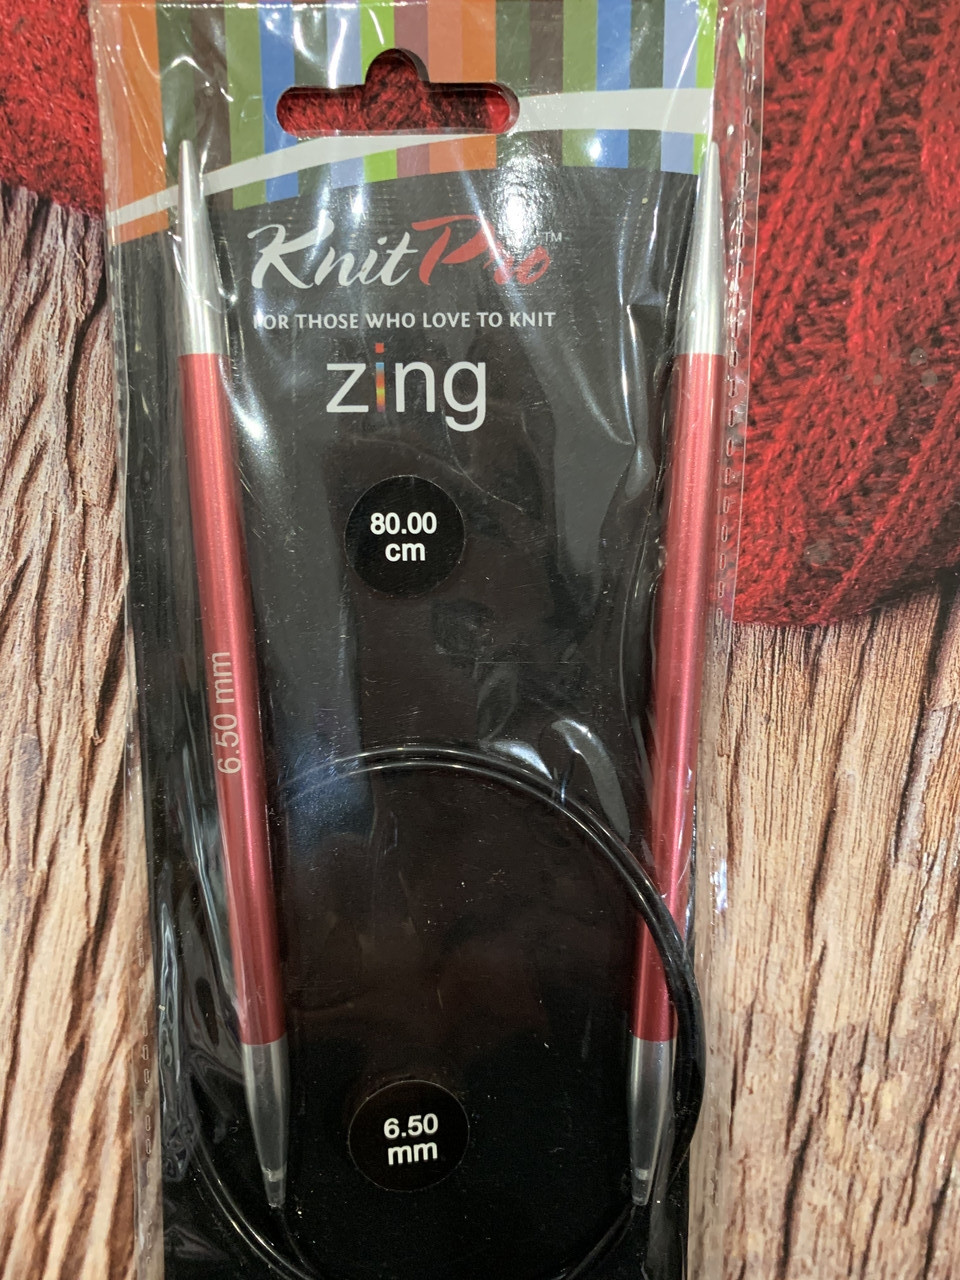 KnitPro™
FOR THOSE WHO LOVE TO KNIT
zing
80.00
cm
6.50 mm
6.50
mm